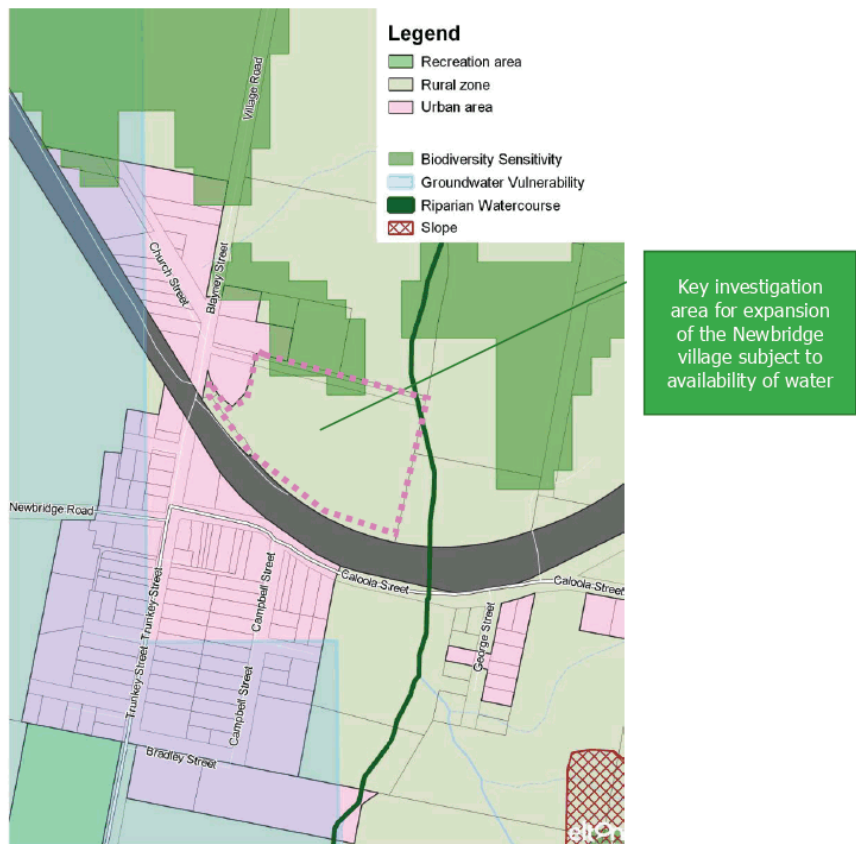 Legend
Recreation area
Rural zone
Urban area
Biodiversity Sensitivity
Groundwater Vulnerability
Riparian Watercourse
Slope
Village Road
Church Street
Blayney Street
Key investigation
area for expansion
of the Newbridge
village subject to
availability of water
Newbridge Road
Caloola Street
Caloola Street
Campbell Street
Trunkey Street
George Street
Trunkey Street
Campbell Street
Bradley Street